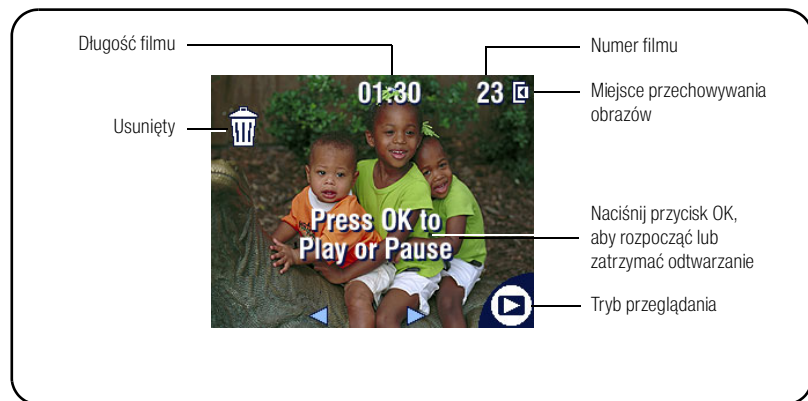 Długość filmu
Numer filmu
01:30
23
Miejsce przechowywania
obrazów
Usunięty
Press OK to
Play or Pause
Naciśnij przycisk OK,
aby rozpocząć lub
zatrzymać odtwarzanie
Tryb przeglądania